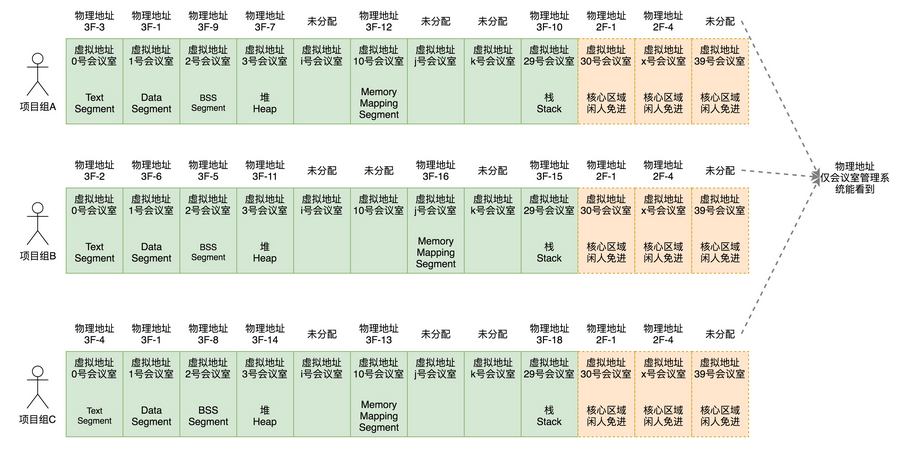 物理地址 物理地址 物理地址 物理地址 未分配 物理地址 未分配 未分配 物理地址 物理地址 物理地址 未分配
3F-3 3F-1 3F-9 3F-7 3F-12 3F-10 2F-1 2F-4
虚拟地址 虚拟地址 虚拟地址 虚拟地址 虚拟地址 虚拟地址 虚拟地址 虚拟地址 虚拟地址 虚拟地址 虚拟地址 虚拟地址
0号会议室 1号会议室 2号会议室 3号会议室 i号会议室 10号会议室 j号会议室 k号会议室 29号会议室 30号会议室 x号会议室 39号会议室
Text Data BSS 堆 Memory 栈 核心区域 核心区域 核心区域
Segment Segment Segment Heap Mapping Stack 闲人免进 闲人免进 闲人免进
Segment
项目组A
物理地址 物理地址 物理地址 物理地址 未分配 未分配 物理地址 未分配 物理地址 物理地址 物理地址 未分配
3F-2 3F-6 3F-5 3F-11 3F-16 3F-15 2F-1 2F-4
虚拟地址 虚拟地址 虚拟地址 虚拟地址 虚拟地址 虚拟地址 虚拟地址 虚拟地址 虚拟地址 虚拟地址 虚拟地址 虚拟地址
0号会议室 1号会议室 2号会议室 3号会议室 i号会议室 10号会议室 j号会议室 k号会议室 29号会议室 30号会议室 x号会议室 39号会议室
Text Data BSS 堆 Memory 栈 核心区域 核心区域 核心区域
Segment Segment Segment Heap Mapping Stack 闲人免进 闲人免进 闲人免进
Segment
项目组B
物理地址
仅会议室管理系
统能看到
物理地址 物理地址 物理地址 物理地址 未分配 物理地址 未分配 未分配 物理地址 物理地址 物理地址 未分配
3F-4 3F-1 3F-8 3F-14 3F-13 3F-18 2F-1 2F-4
虚拟地址 虚拟地址 虚拟地址 虚拟地址 虚拟地址 虚拟地址 虚拟地址 虚拟地址 虚拟地址 虚拟地址 虚拟地址 虚拟地址
0号会议室 1号会议室 2号会议室 3号会议室 i号会议室 10号会议室 j号会议室 k号会议室 29号会议室 30号会议室 x号会议室 39号会议室
Text Data BSS 堆 Memory 栈 核心区域 核心区域 核心区域
Segment Segment Segment Heap Mapping Stack 闲人免进 闲人免进 闲人免进
Segment
项目组C